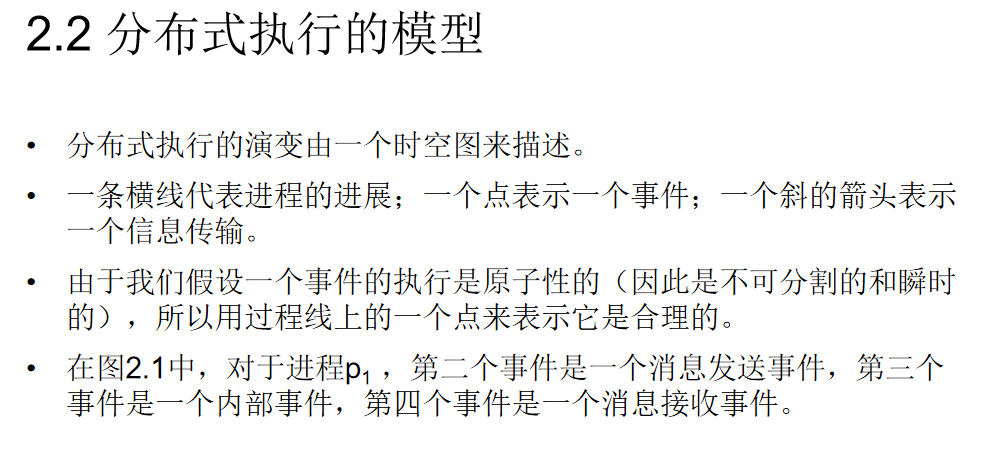 2.2 分布式执行的模型
• 分布式执行的演变由一个时空图来描述。
• 一条横线代表进程的进展；一个点表示一个事件；一个斜的箭头表示
一个信息传输。
• 由于我们假设一个事件的执行是原子性的（因此是不可分割的和瞬时
的），所以用过程线上的一个点来表示它是合理的。
• 在图2.1中，对于进程p₁ ，第二个事件是一个消息发送事件，第三个
事件是一个内部事件，第四个事件是一个消息接收事件。